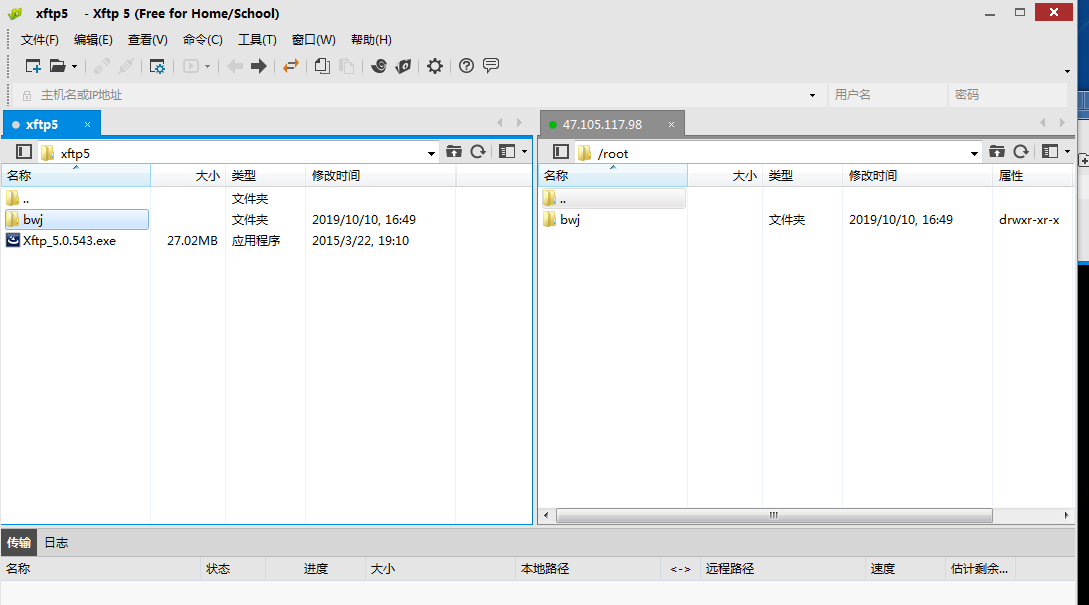 xftp5 - Xftp 5 (Free for Home/School)
文件(F) 编辑(E) 查看(V) 命令(C) 工具(T) 窗口(W) 帮助(H)
主机名或IP地址 用户名 密码
xftp5 × 47.105.117.98 ×
xftp5 /root
名称 大小 类型 修改时间 名称 大小 类型 修改时间 属性
.. 文件夹 ..
bwj 文件夹 2019/10/10, 16:49 bwj 文件夹 2019/10/10, 16:49 drwxr-xr-x
Xftp_5.0.543.exe 27.02MB 应用程序 2015/3/22, 19:10
传输 日志
名称 状态 进度 大小 本地路径 <-> 远程路径 速度 估计剩余...